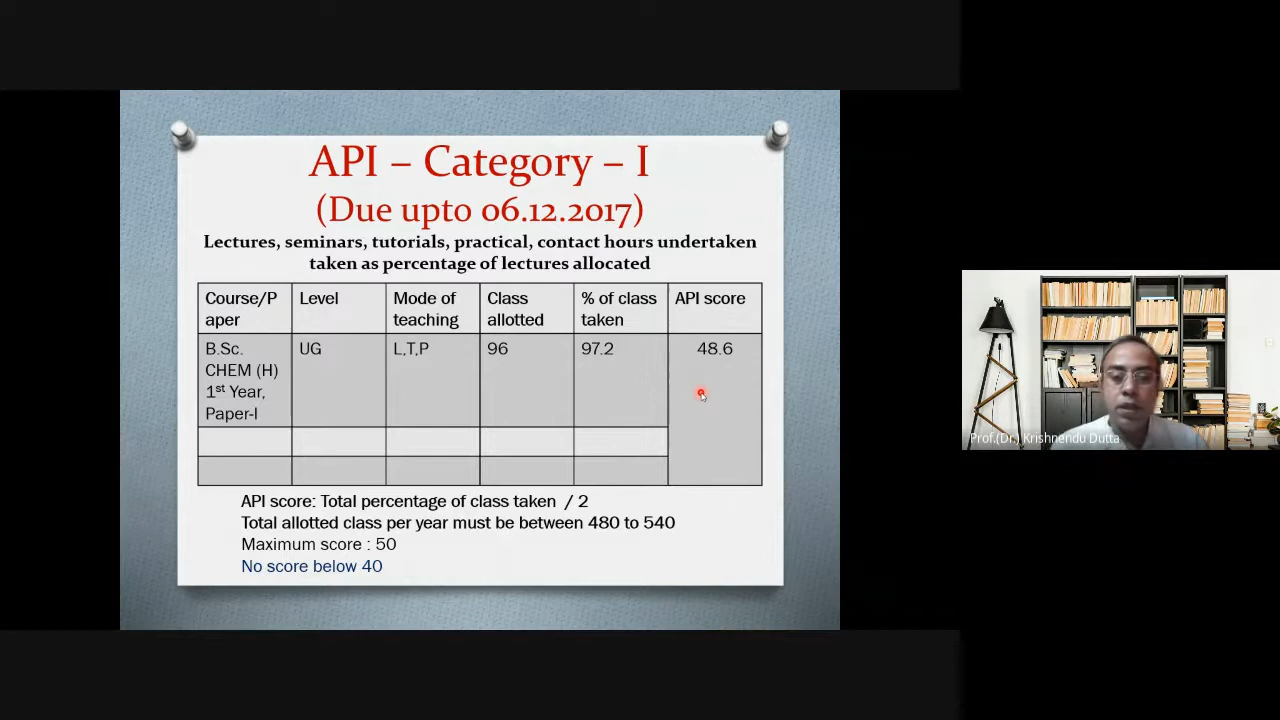 API – Category – I
(Due upto 06.12.2017)
Lectures, seminars, tutorials, practical, contact hours undertaken
taken as percentage of lectures allocated
Course/P
aper
Level
Mode of
teaching
Class
allotted
% of class
taken
API score
B.Sc.
CHEM (H)
1st Year,
Paper-I
UG
L,T,P
96
97.2
48.6
API score: Total percentage of class taken / 2
Total allotted class per year must be between 480 to 540
Maximum score : 50
No score below 40
Prof.(Dr.) Krishnendu Dutta